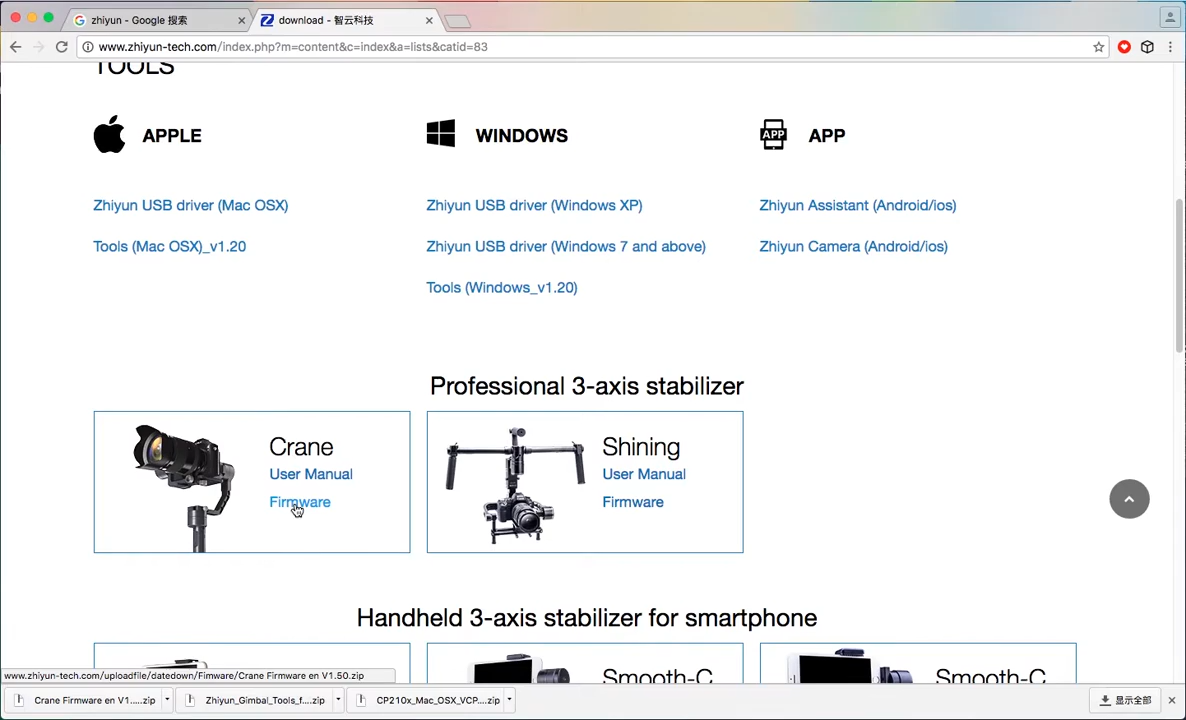 zhiyun - Google 搜索
download - 智云科技
www.zhiyun-tech.com/index.php?m=content&c=index&a=lists&catid=83
TOOLS
APPLE
WINDOWS
APP
APP
Zhiyun USB driver (Mac OSX)
Zhiyun USB driver (Windows XP)
Zhiyun Assistant (Android/ios)
Tools (Mac OSX)_v1.20
Zhiyun USB driver (Windows 7 and above)
Zhiyun Camera (Android/ios)
Tools (Windows_v1.20)
Professional 3-axis stabilizer
Crane
User Manual
Firmware
Shining
User Manual
Firmware
Handheld 3-axis stabilizer for smartphone
Smooth-C
Smooth-C
www.zhiyun-tech.com/uploadfile/datedown/Fimware/Crane Firmware en V1.50.zip
Crane Firmware en V1....zip
Zhiyun_Gimbal_Tools_f....zip
CP210x_Mac_OSX_VCP....zip
显示全部